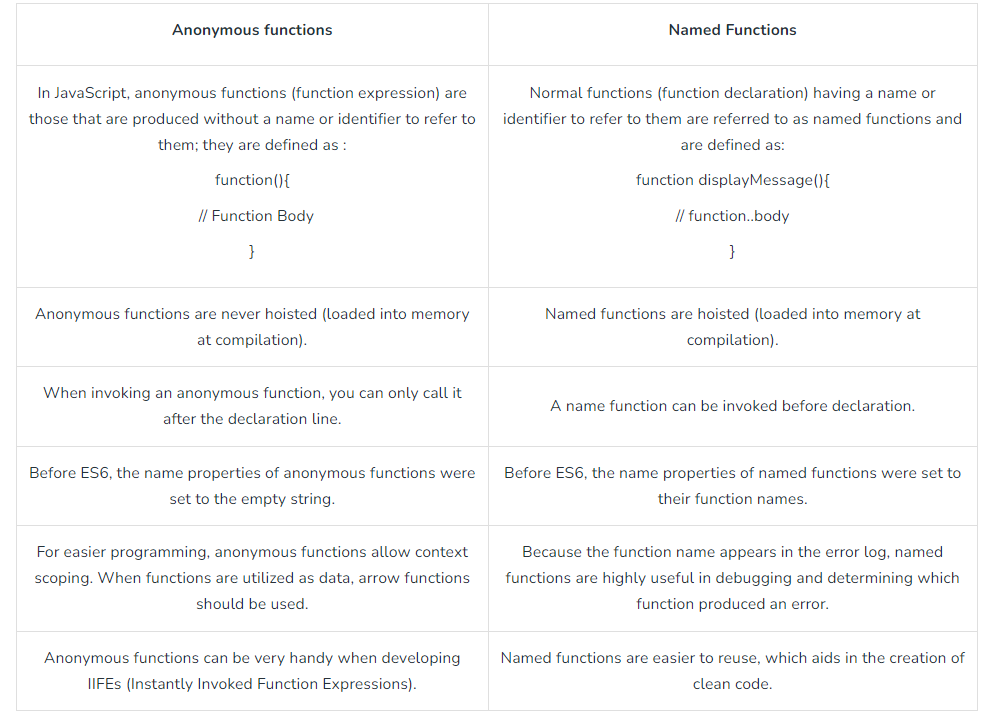 Anonymous functions
Named Functions
In JavaScript, anonymous functions (function expression) are
those that are produced without a name or identifier to refer to
them; they are defined as :
function(){
// Function Body
}
Normal functions (function declaration) having a name or
identifier to refer to them are referred to as named functions and
are defined as:
function displayMessage(){
// function..body
}
Anonymous functions are never hoisted (loaded into memory
at compilation).
Named functions are hoisted (loaded into memory at
compilation).
When invoking an anonymous function, you can only call it
after the declaration line.
A name function can be invoked before declaration.
Before ES6, the name properties of anonymous functions were
set to the empty string.
Before ES6, the name properties of named functions were set to
their function names.
For easier programming, anonymous functions allow context
scoping. When functions are utilized as data, arrow functions
should be used.
Because the function name appears in the error log, named
functions are highly useful in debugging and determining which
function produced an error.
Anonymous functions can be very handy when developing
IIFEs (Instantly Invoked Function Expressions).
Named functions are easier to reuse, which aids in the creation of
clean code.